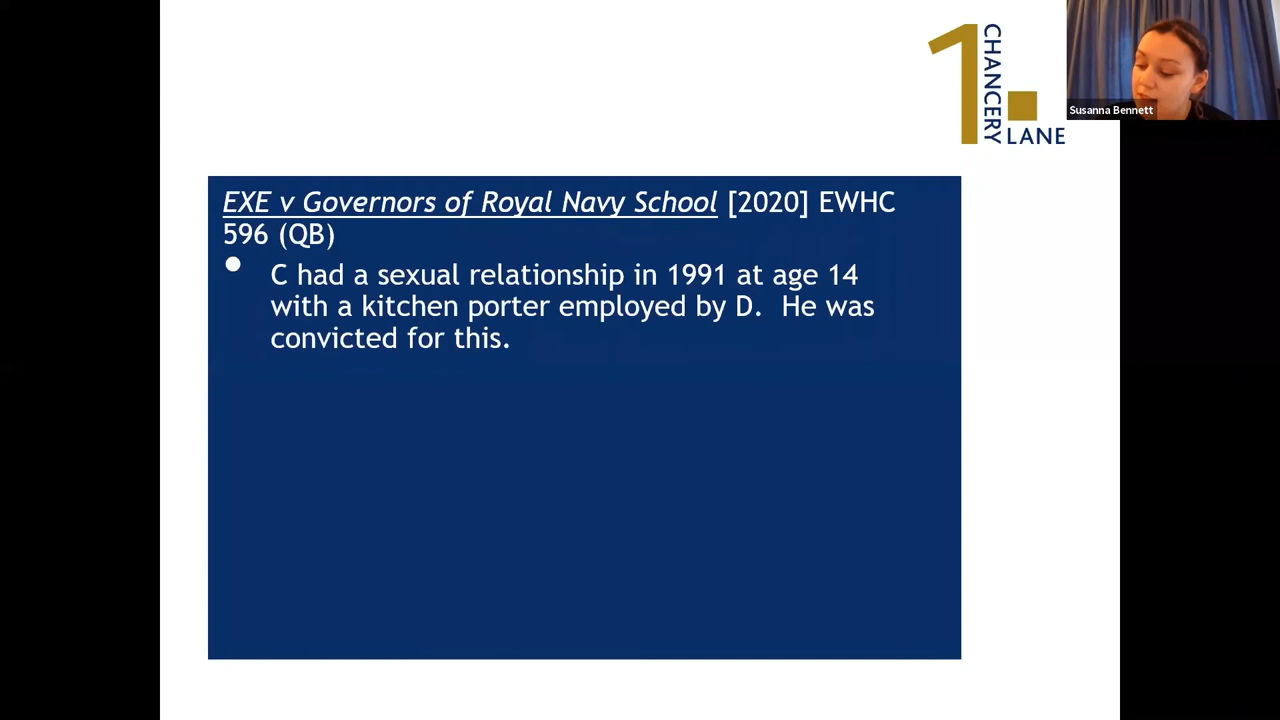 1 CHANCERY LANE
Susanna Bennett
EXE v Governors of Royal Navy School [2020] EWHC
596 (QB)
• C had a sexual relationship in 1991 at age 14
with a kitchen porter employed by D. He was
convicted for this.